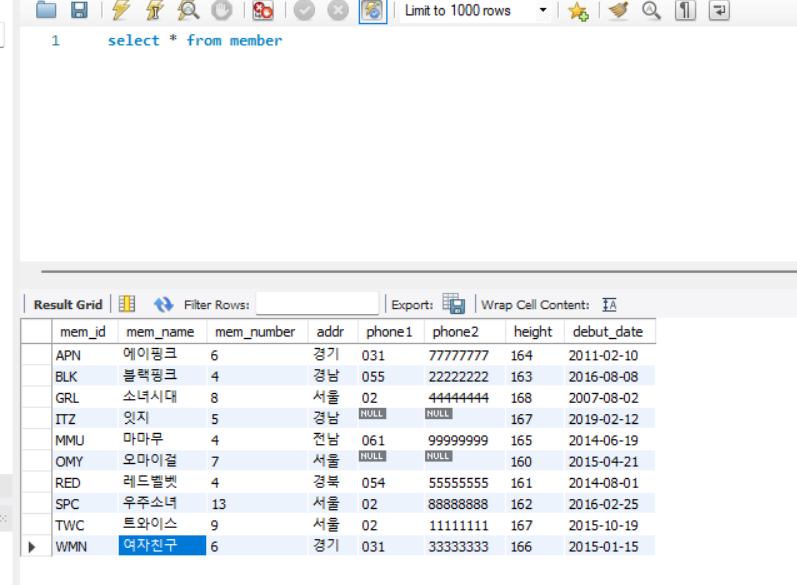 Limit to 1000 rows
1 select * from member
Result Grid Filter Rows: Export: Wrap Cell Content:
mem_id mem_name mem_number addr phone1 phone2 height debut_date
APN 에이핑크 6 경기 031 77777777 164 2011-02-10
BLK 블랙핑크 4 경남 055 22222222 163 2016-08-08
GRL 소녀시대 8 서울 02 44444444 168 2007-08-02
ITZ 잇지 5 경남 NULL NULL 167 2019-02-12
MMU 마마무 4 전남 061 99999999 165 2014-06-19
OMY 오마이걸 7 서울 NULL NULL 160 2015-04-21
RED 레드벨벳 4 경북 054 55555555 161 2014-08-01
SPC 우주소녀 13 서울 02 88888888 162 2016-02-25
TWC 트와이스 9 서울 02 11111111 167 2015-10-19
WMN 여자친구 6 경기 031 33333333 166 2015-01-15